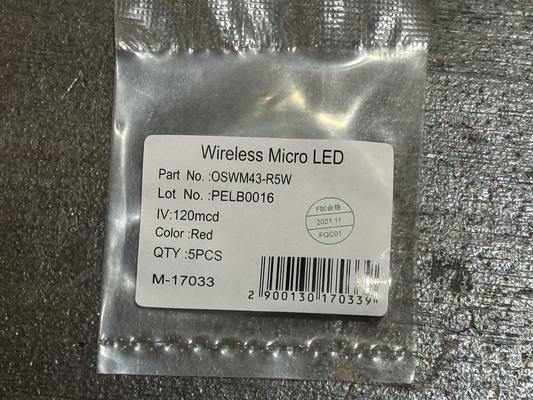 Wireless Micro LED
Part No. :OSWM43-R5W
Lot No. :PELB0016
IV:120mcd
Color :Red
QTY :5PCS
FQC合格
2021.11
FQC01
M-17033
2 900130 170339